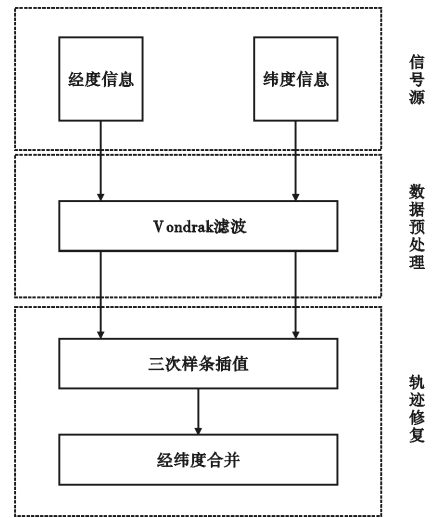 经度信息
纬度信息
信号源
Vondrak滤波
数据预处理
三次样条插值
经纬度合并
轨迹修复